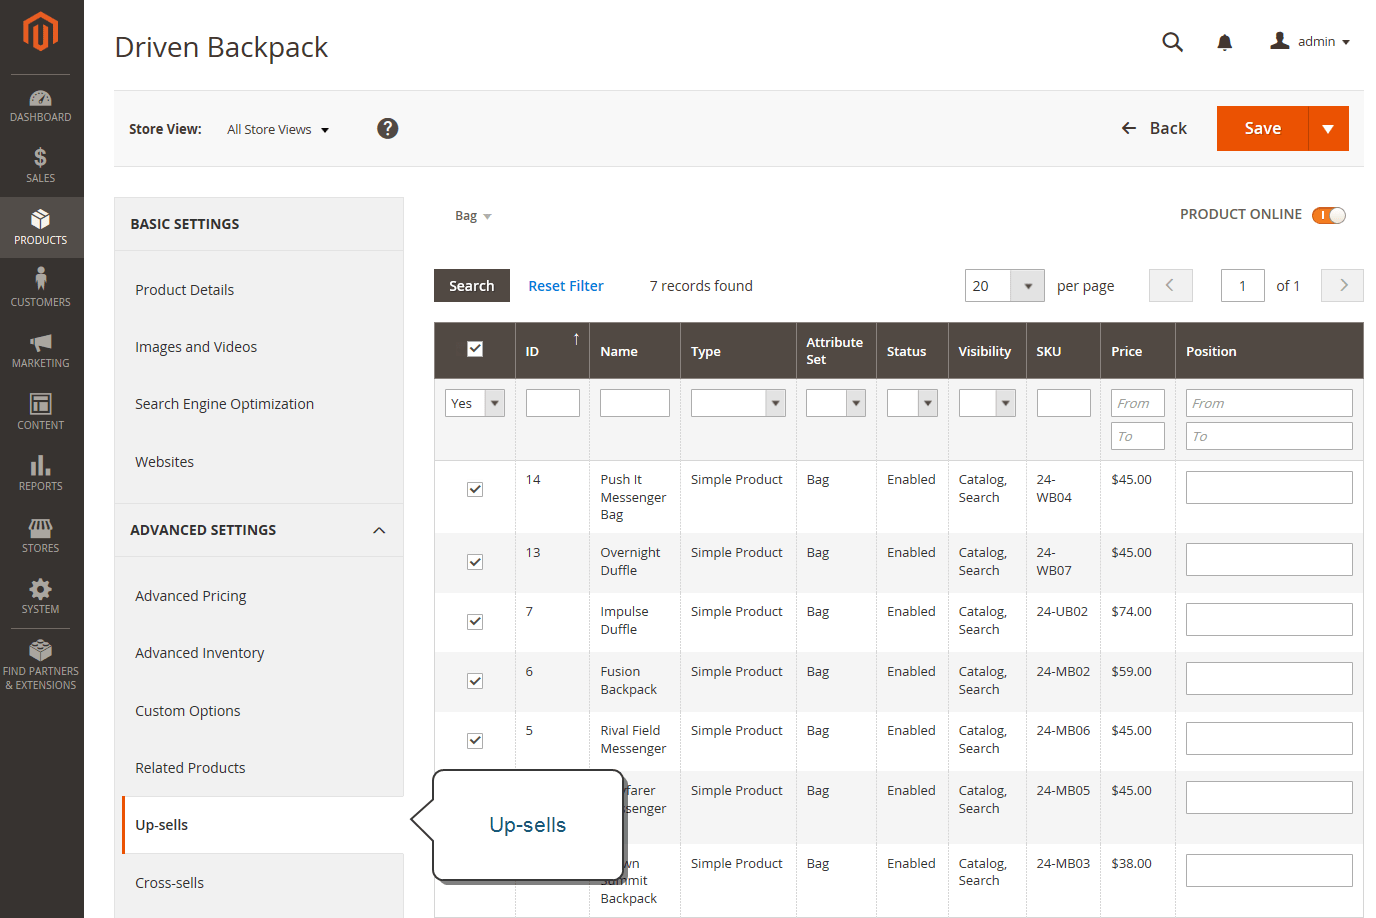 Driven Backpack
admin
DASHBOARD
SALES
PRODUCTS
CUSTOMERS
MARKETING
CONTENT
REPORTS
STORES
SYSTEM
FIND PARTNERS
& EXTENSIONS
Store View: All Store Views ?
Back Save
BASIC SETTINGS
Product Details
Images and Videos
Search Engine Optimization
Websites
ADVANCED SETTINGS
Advanced Pricing
Advanced Inventory
Custom Options
Related Products
Up-sells
Cross-sells
Bag PRODUCT ONLINE
Search Reset Filter 7 records found 20 per page 1 of 1
ID Name Type Attribute Set Status Visibility SKU Price Position
Yes From From
To To
14 Push It Simple Product Bag Enabled Catalog, 24- $45.00
Messenger Search WB04
Bag
13 Overnight Simple Product Bag Enabled Catalog, 24- $45.00
Duffle Search WB07
7 Impulse Simple Product Bag Enabled Catalog, 24-UB02 $74.00
Duffle Search
6 Fusion Simple Product Bag Enabled Catalog, 24-MB02 $59.00
Backpack Search
5 Rival Field Simple Product Bag Enabled Catalog, 24-MB06 $45.00
Messenger Search
Simple Product Bag Enabled Catalog, 24-MB05 $45.00
Search
Simple Product Bag Enabled Catalog, 24-MB03 $38.00
Summit Search
Backpack
Up-sells